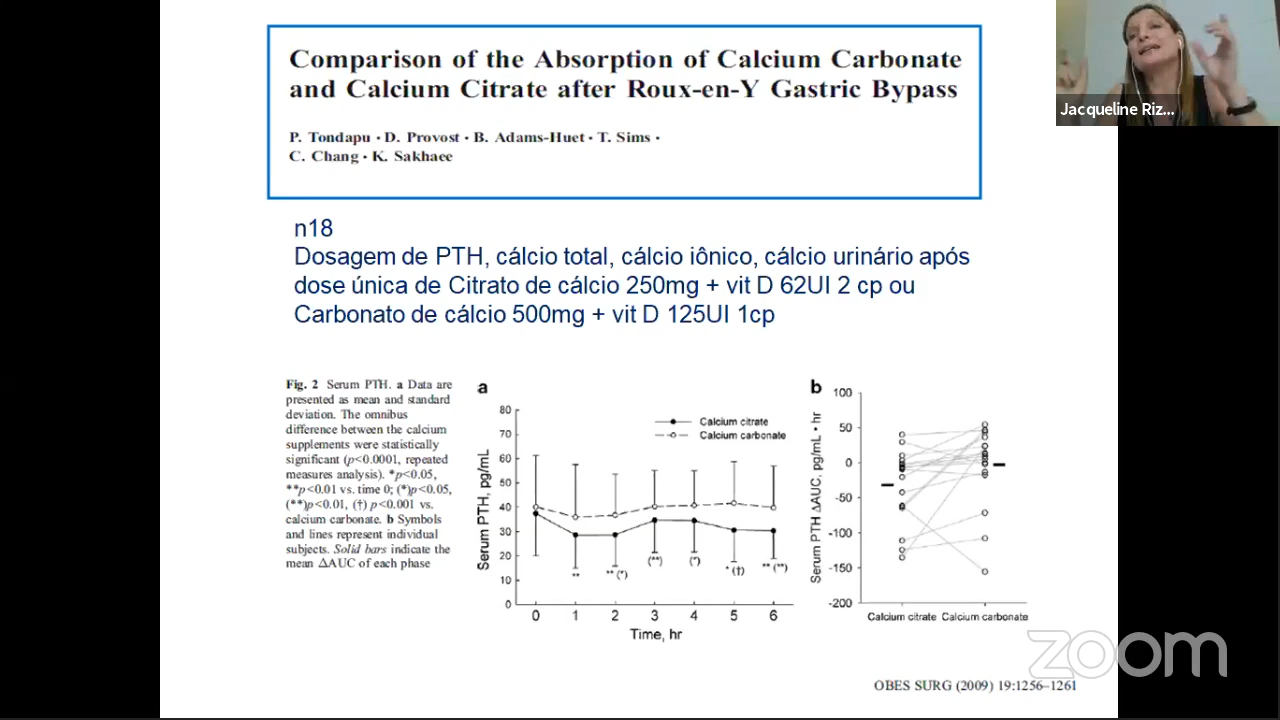 Comparison of the Absorption of Calcium Carbonate
and Calcium Citrate after Roux-en-Y Gastric Bypass
P. Tondapu • D. Provost • B. Adams-Huet • T. Sims •
C. Chang • K. Sakhaee
Jacqueline Riz...
n18
Dosagem de PTH, cálcio total, cálcio iônico, cálcio urinário após
dose única de Citrato de cálcio 250mg + vit D 62UI 2 cp ou
Carbonato de cálcio 500mg + vit D 125UI 1cp
Fig. 2 Serum PTH. a Data are
presented as mean and standard
deviation. The omnibus
difference between the calcium
supplements were statistically
significant (p<0.0001, repeated
measures analysis). *p<0.05,
**p<0.01 vs. time 0; (*)p<0.05,
(**)p<0.01, (†) p<0.001 vs.
calcium carbonate. b Symbols
and lines represent individual
subjects. Solid bars indicate the
mean ΔAUC of each phase
a
Serum PTH, pg/mL
80
70
60
50
40
30
20
10
0
Calcium citrate
Calcium carbonate
** ** (*) (**) (*) * (†) ** (**)
0 1 2 3 4 5 6
Time, hr
b
Serum PTH ΔAUC, pg/mL • hr
100
50
0
-50
-100
-150
-200
Calcium citrate Calcium carbonate
zoom
OBES SURG (2009) 19:1256–1261